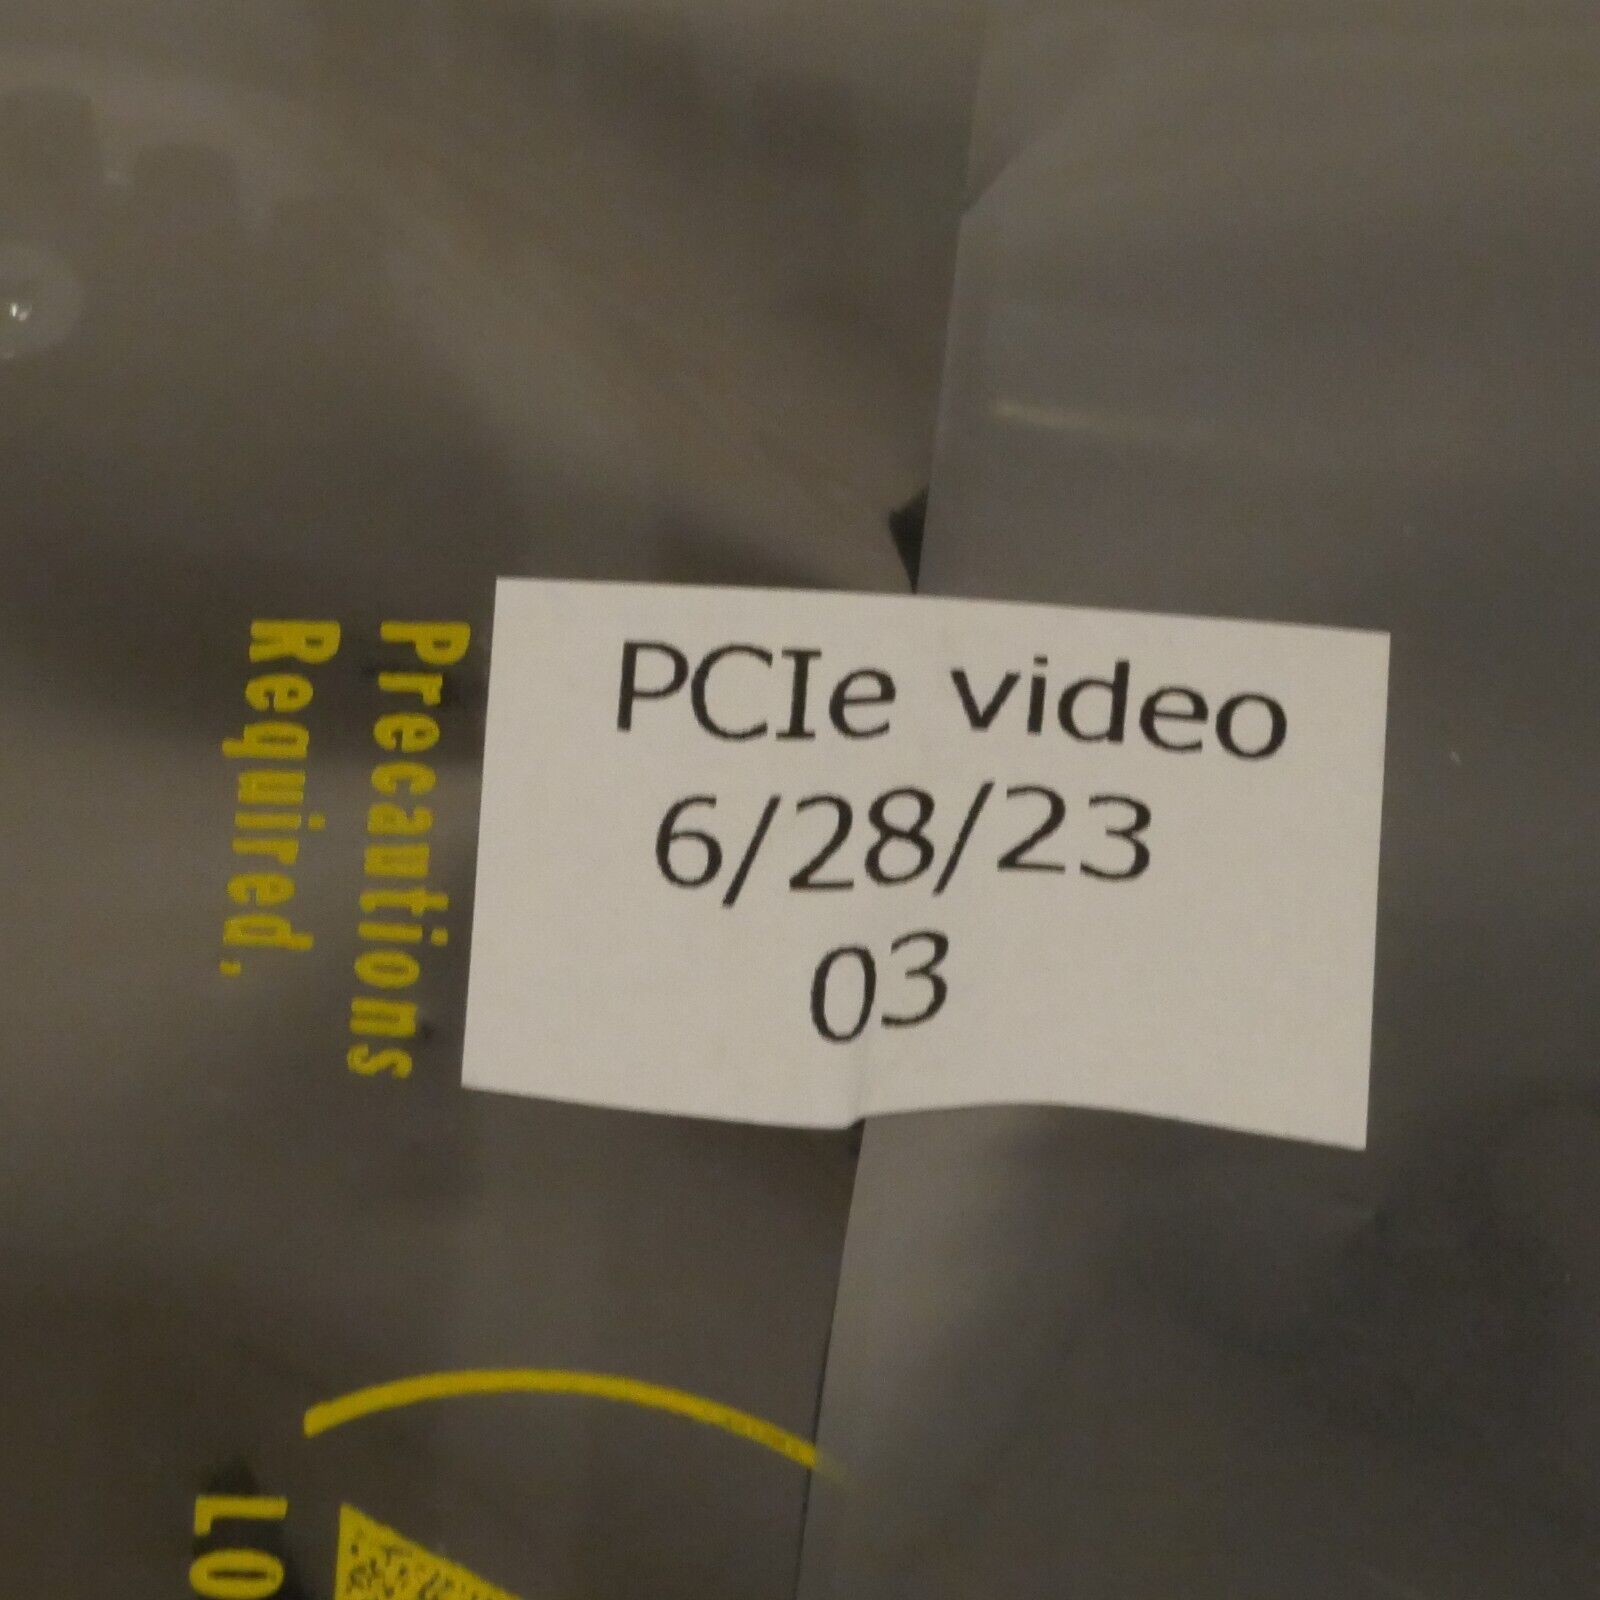 PCIe video
6/28/23
03
Precautions
Required.
LO